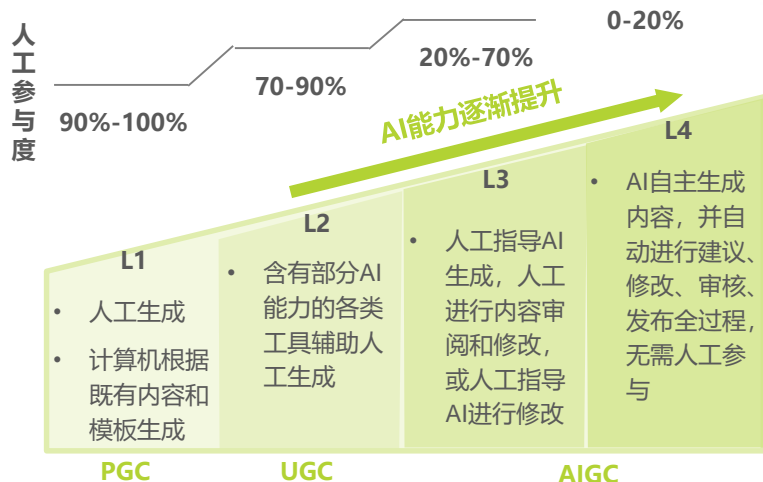 人工参与度
90%-100%
70-90%
20%-70%
0-20%
AI能力逐渐提升
L1
• 人工生成
• 计算机根据
既有内容和
模板生成
L2
• 含有部分AI
能力的各类
工具辅助人
工生成
L3
• 人工指导AI
生成，人工
进行内容审
阅和修改，
或人工指导
AI进行修改
L4
• AI自主生成
内容，并自
动进行建议、
修改、审核、
发布全过程，
无需人工参
与
PGC
UGC
AIGC